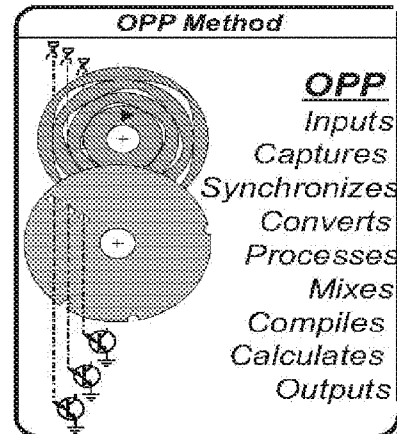 OPP Method
OPP
Inputs
Captures
Synchronizes
Converts
Processes
Mixes
Compiles
Calculates
Outputs